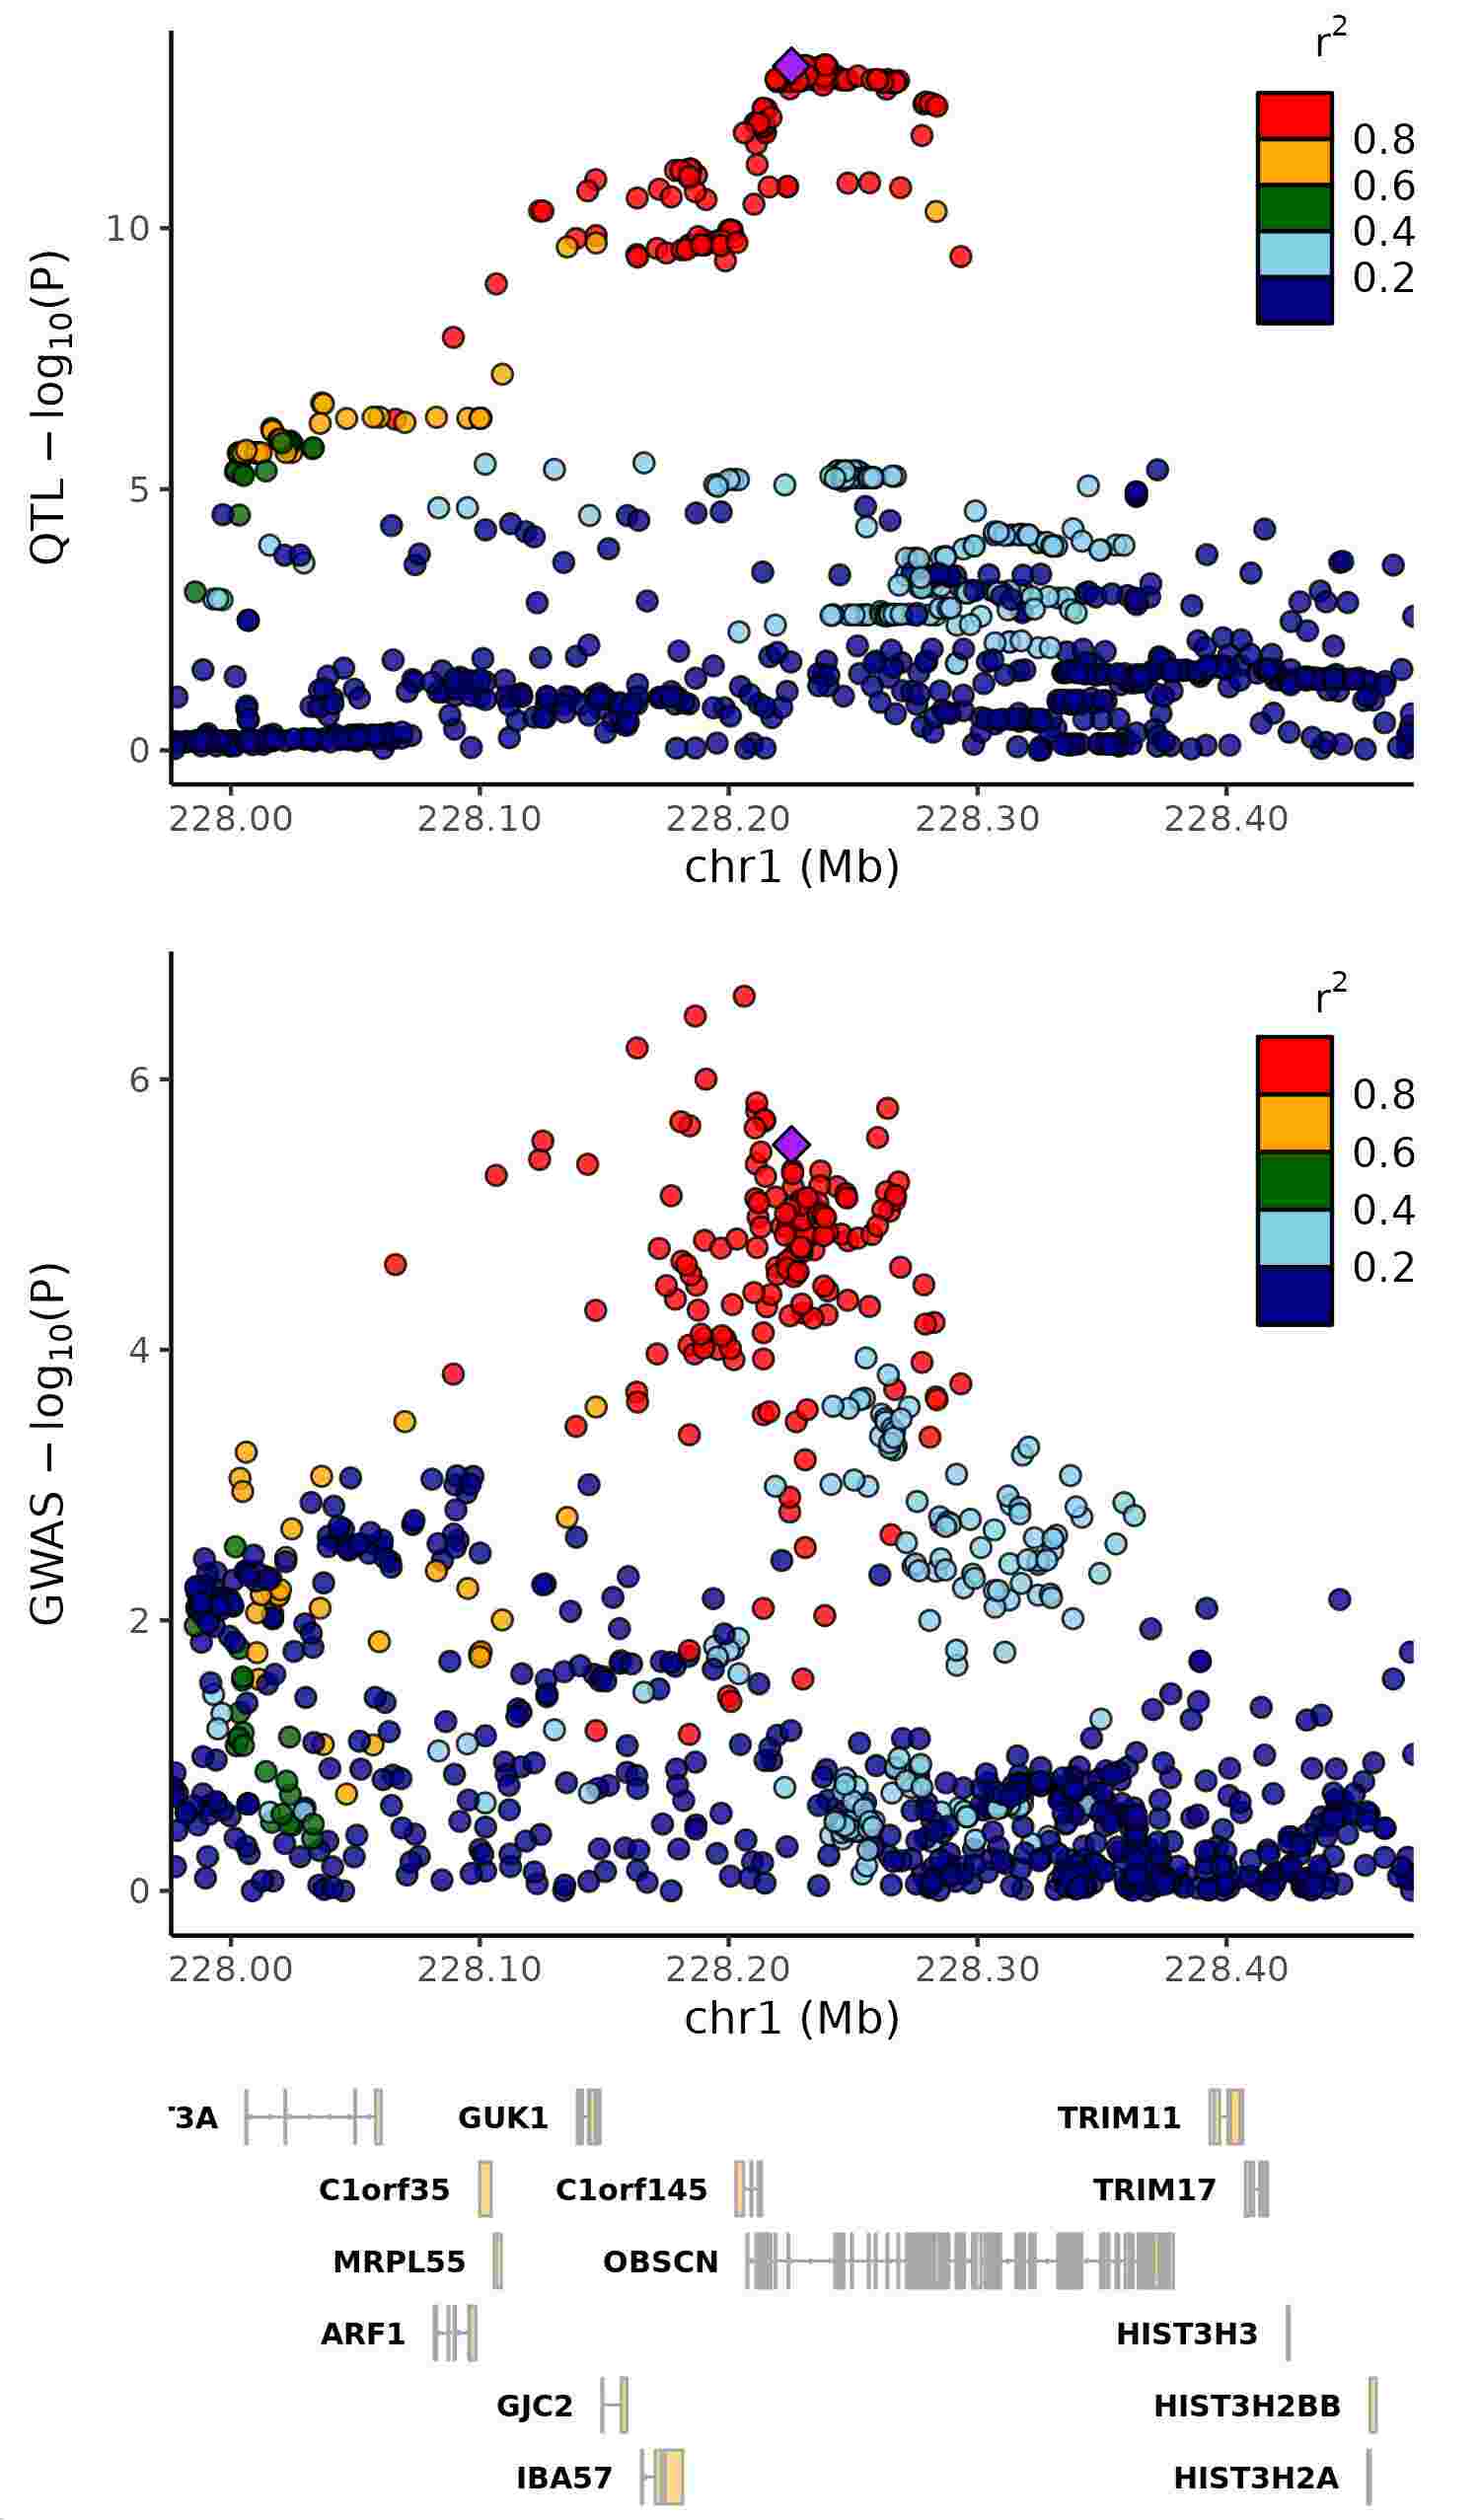 r2
0.8
0.6
0.4
0.2
10
5
0
QTL −log10(P)
228.00 228.10 228.20 228.30 228.40
chr1 (Mb)
r2
0.8
0.6
0.4
0.2
6
4
2
0
GWAS −log10(P)
228.00 228.10 228.20 228.30 228.40
chr1 (Mb)
3A GUK1 TRIM11
C1orf35 C1orf145 TRIM17
MRPL55 OBSCN
ARF1 HIST3H3
GJC2 HIST3H2BB
IBA57 HIST3H2A